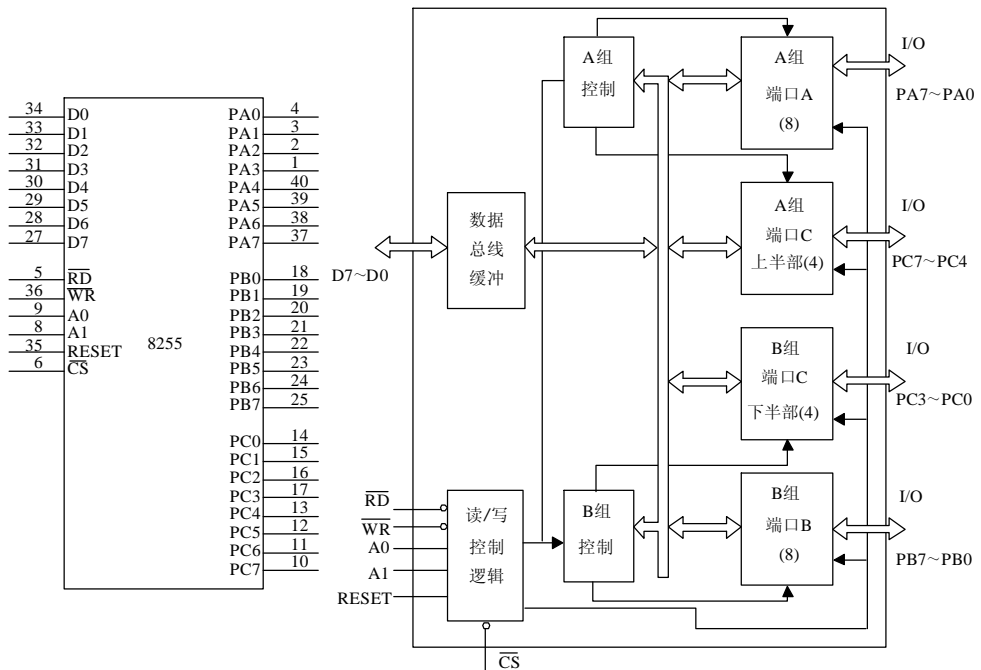 34 D0 PA0 4
33 D1 PA1 3
32 D2 PA2 2
31 D3 PA3 1
30 D4 PA4 40
29 D5 PA5 39
28 D6 PA6 38
27 D7 PA7 37
5 RD PB0 18
36 WR PB1 19
9 A0 PB2 20
8 A1 PB3 21
35 RESET PB4 22
6 CS PB5 23
PB6 24
PB7 25
8255
PC0 14
PC1 15
PC2 16
PC3 17
PC4 13
PC5 12
PC6 11
PC7 10
A组
控制
A组
端口A
(8)
I/O
PA7~PA0
数据
总线
缓冲
D7~D0
A组
端口C
上半部(4)
I/O
PC7~PC4
B组
端口C
下半部(4)
I/O
PC3~PC0
RD
WR
A0
A1
RESET
读/写
控制
逻辑
CS
B组
控制
B组
端口B
(8)
I/O
PB7~PB0